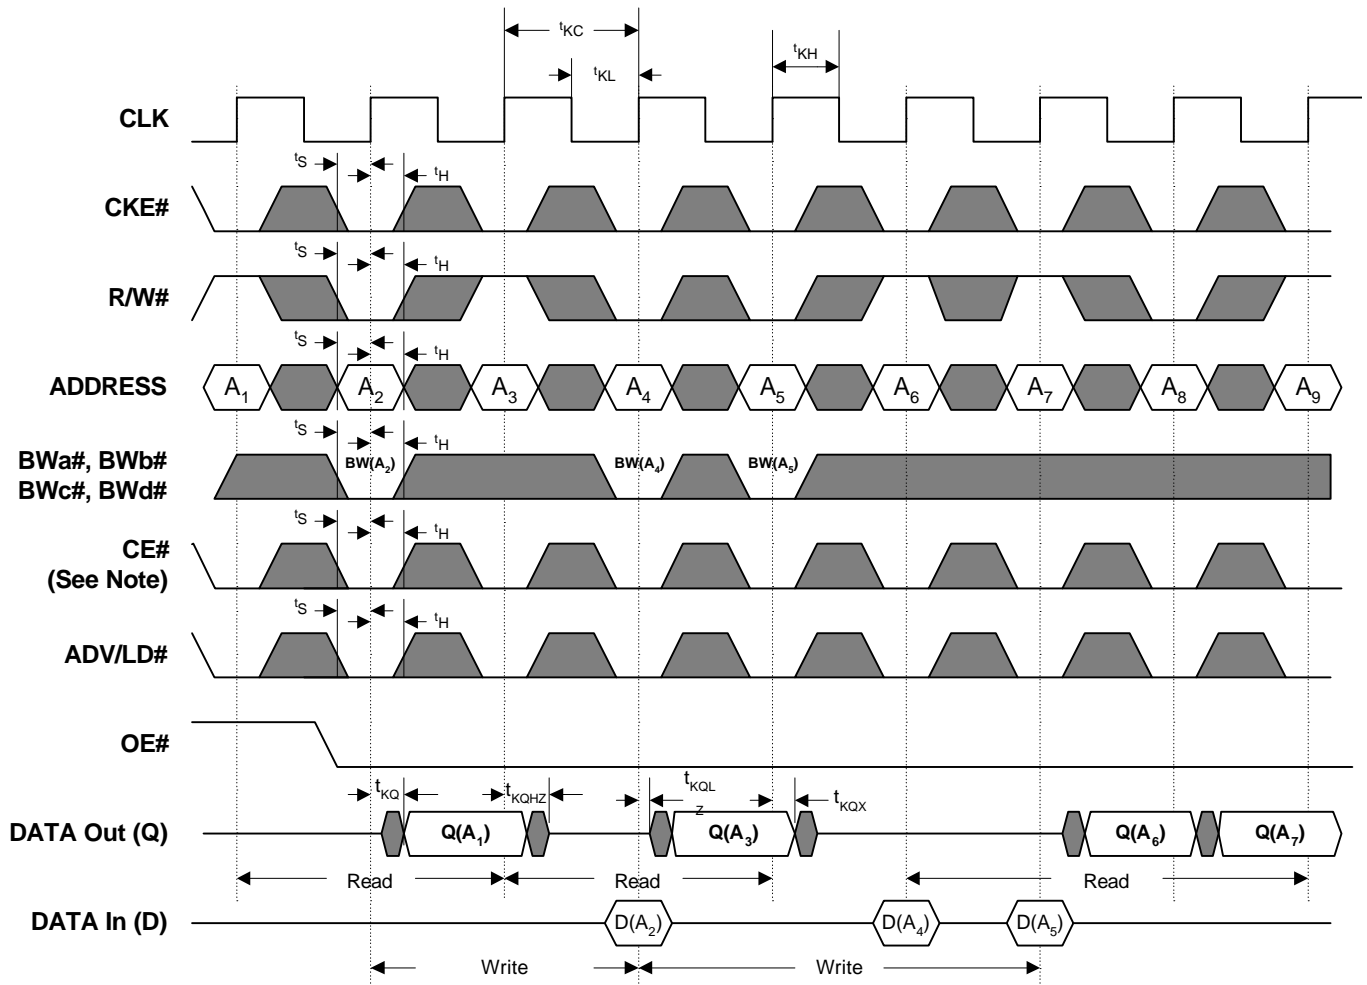 tKC
tKH
tKL
CLK
tS
tH
CKE#
tS
tH
R/W#
tS
tH
ADDRESS
A1 A2 A3 A4 A5 A6 A7 A8 A9
tS
tH
BWa#, BWb#
BWc#, BWd#
BW(A2) BW(A4) BW(A5)
tS
tH
CE#
(See Note)
tS
tH
ADV/LD#
OE#
tKQ tKQHZ tKQL
Z
tKQX
DATA Out (Q)
Q(A1) Q(A3) Q(A6) Q(A7)
Read Read Read
DATA In (D)
D(A2) D(A4) D(A5)
Write Write